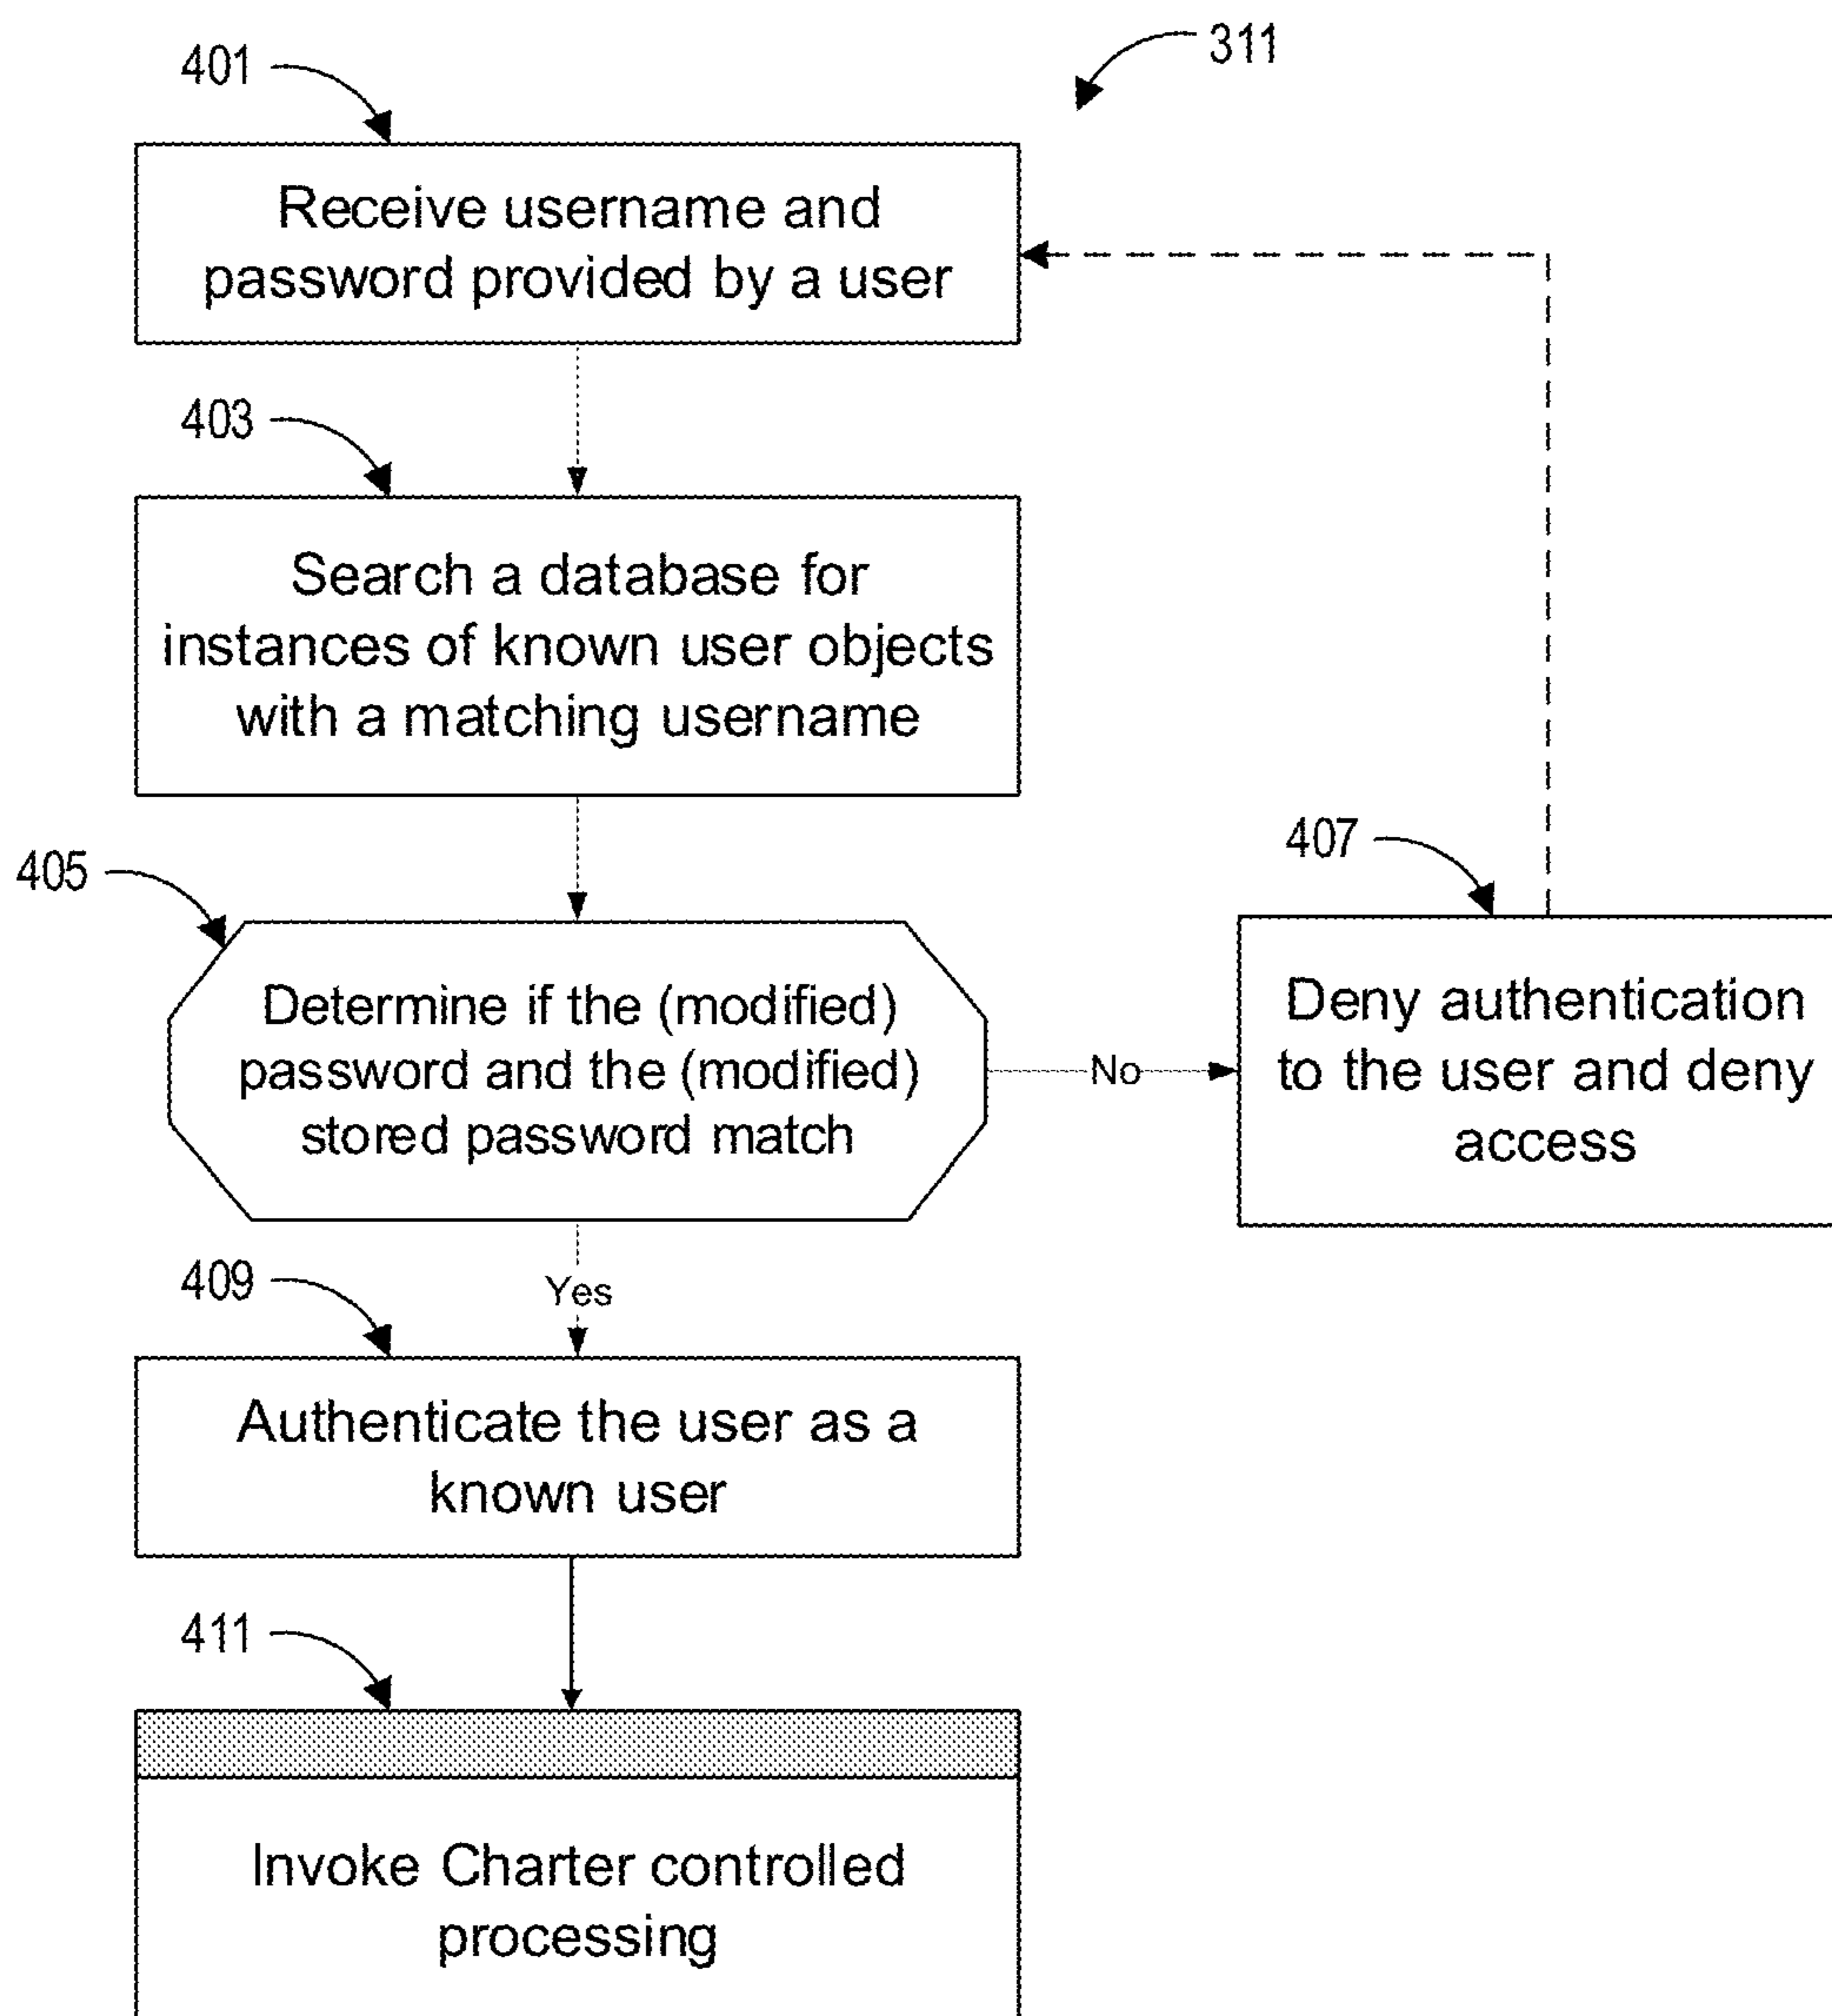 311
401
Receive username and
password provided by a user
403
Search a database for
instances of known user objects
with a matching username
405
Determine if the (modified)
password and the (modified)
stored password match
No
407
Deny authentication
to the user and deny
access
Yes
409
Authenticate the user as a
known user
411
Invoke Charter controlled
processing